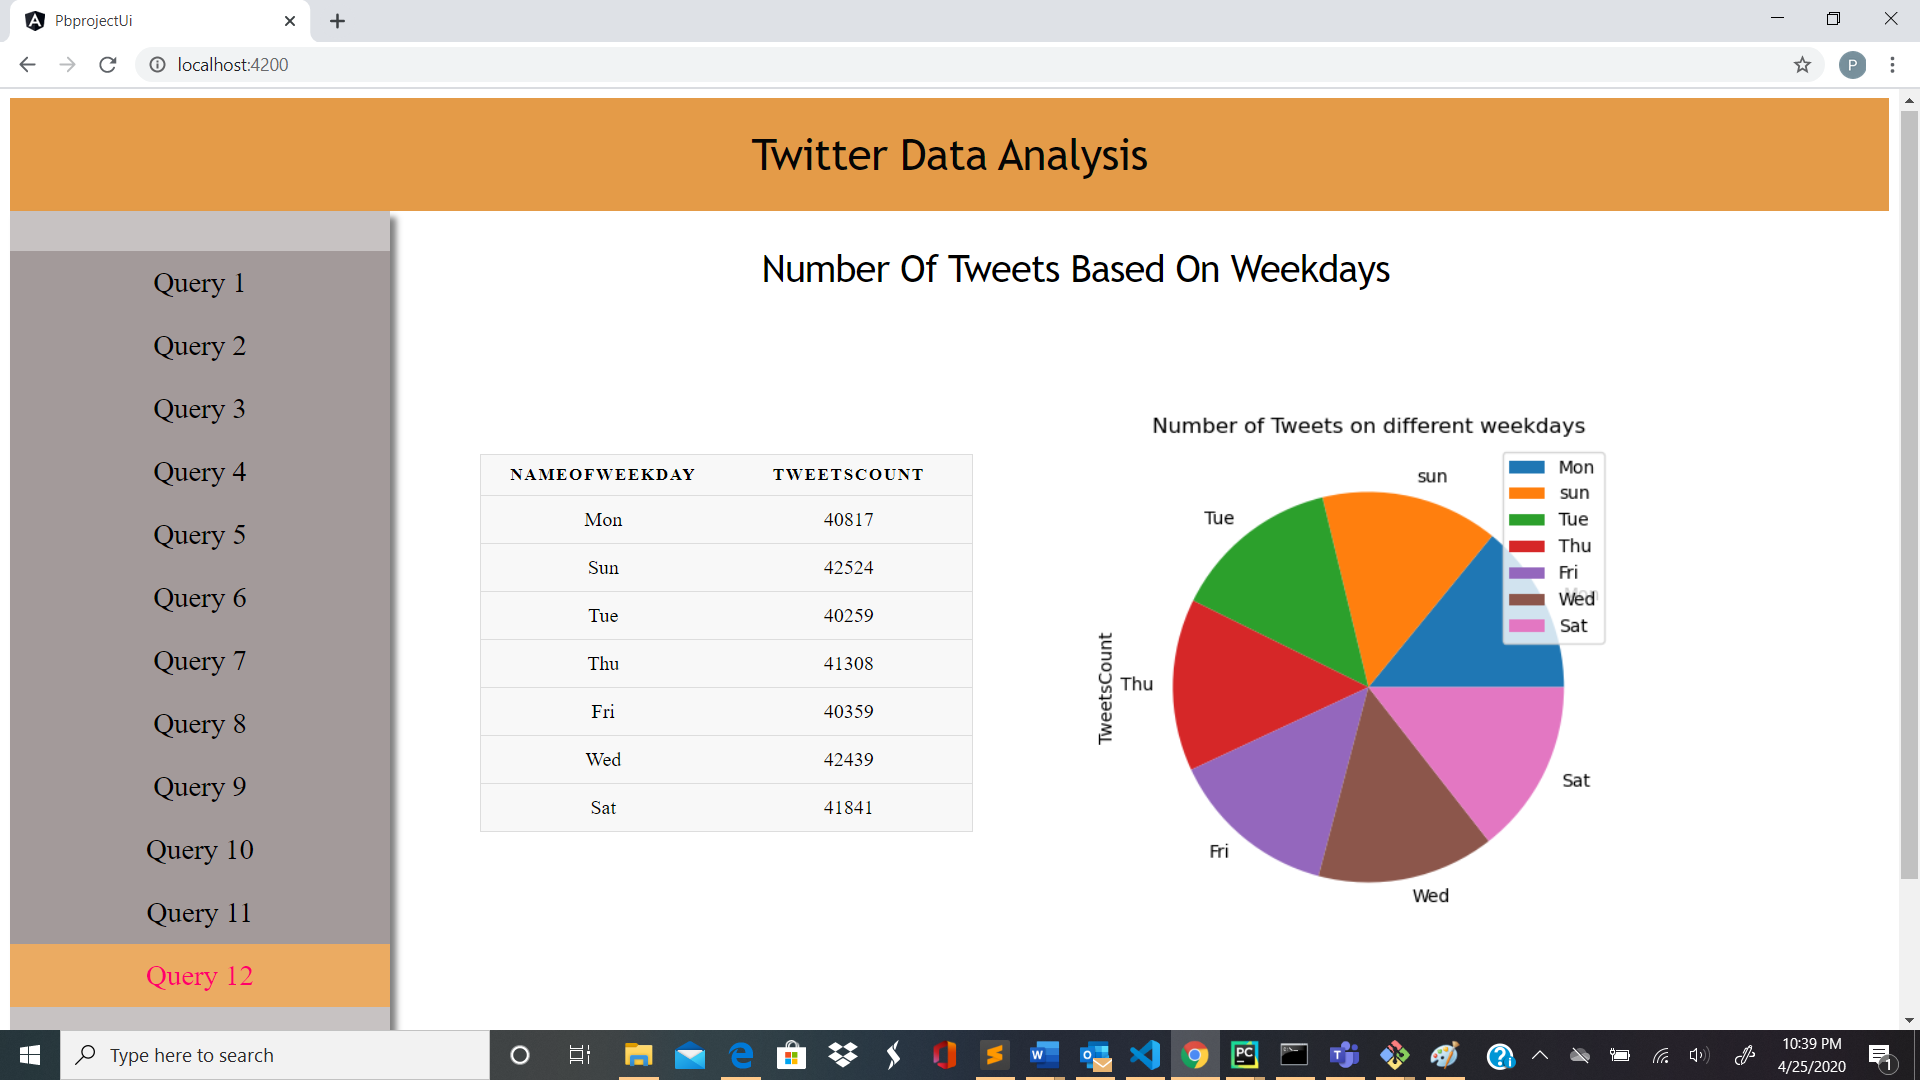 PbprojectUi
localhost:4200
P
Twitter Data Analysis
Query 1
Query 2
Query 3
Query 4
Query 5
Query 6
Query 7
Query 8
Query 9
Query 10
Query 11
Query 12
Number Of Tweets Based On Weekdays
NAMEOFWEEKDAY TWEETSCOUNT
Mon 40817
Sun 42524
Tue 40259
Thu 41308
Fri 40359
Wed 42439
Sat 41841
Number of Tweets on different weekdays
Mon
sun
Tue
Thu
Fri
Wed
Sat
sun
Tue
Thu
Fri
Wed
Sat
Mon
TweetsCount
Type here to search
10:39 PM
4/25/2020
1